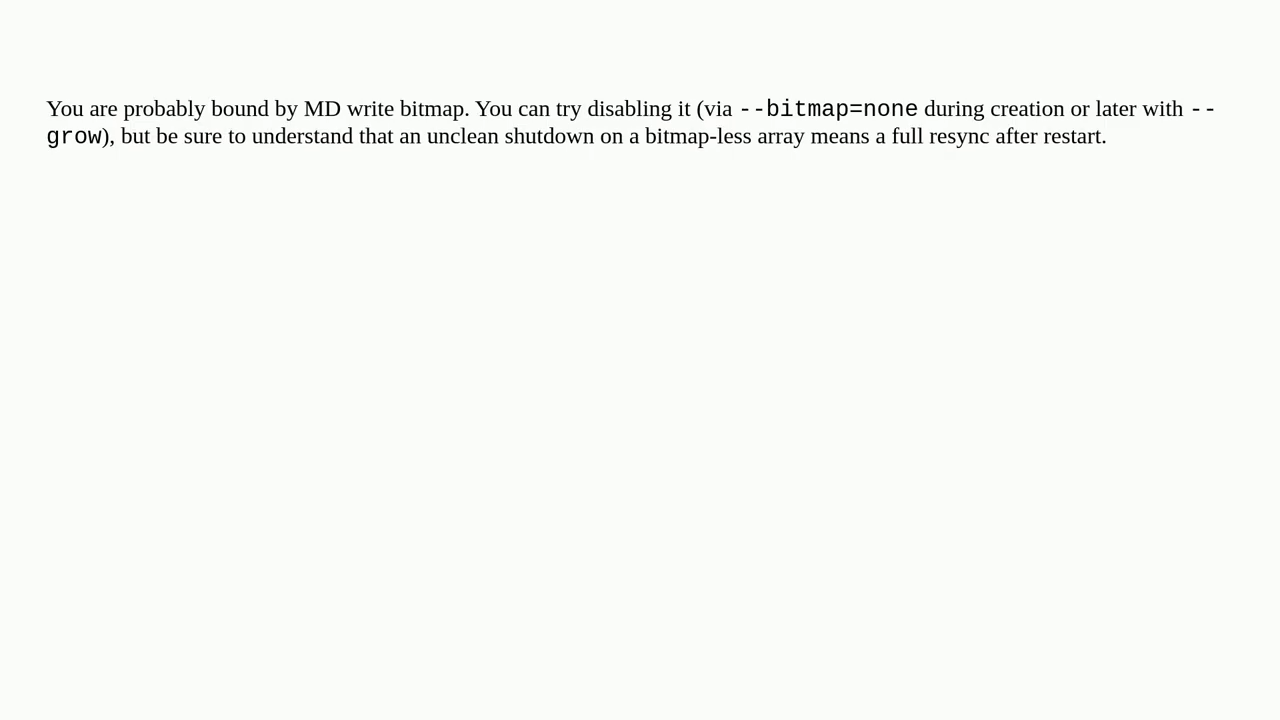 You are probably bound by MD write bitmap. You can try disabling it (via --bitmap=none during creation or later with --
grow), but be sure to understand that an unclean shutdown on a bitmap-less array means a full resync after restart.